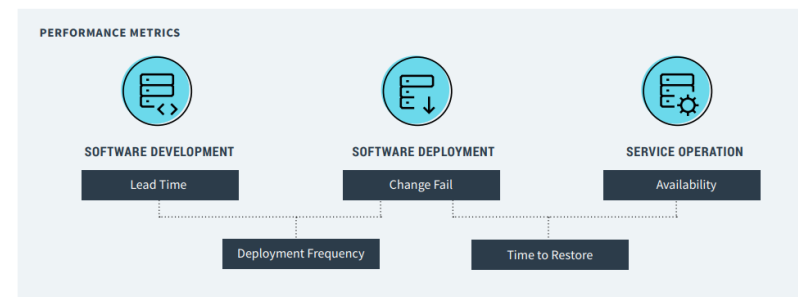 PERFORMANCE METRICS
SOFTWARE DEVELOPMENT
SOFTWARE DEPLOYMENT
SERVICE OPERATION
Lead Time
Change Fail
Availability
Deployment Frequency
Time to Restore